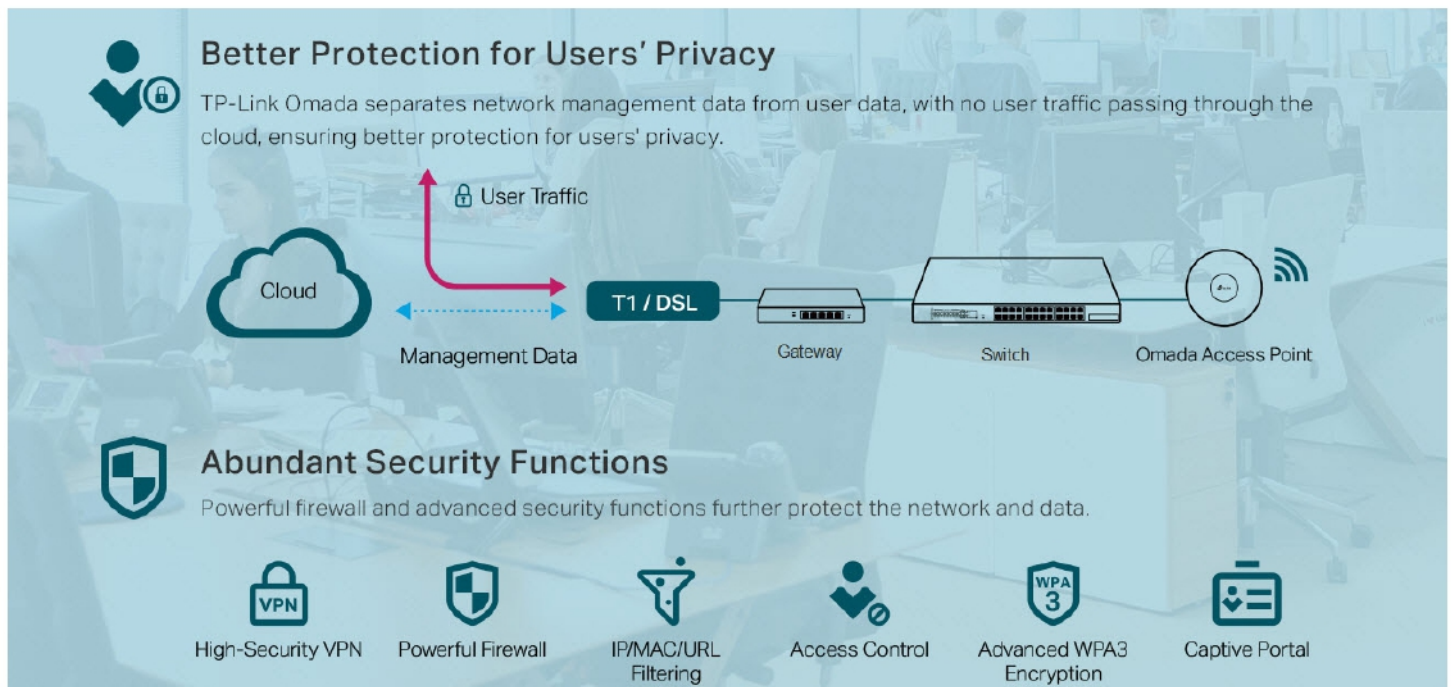 Better Protection for Users' Privacy
TP-Link Omada separates network management data from user data, with no user traffic passing through the
cloud, ensuring better protection for users' privacy.
User Traffic
Cloud
T1 / DSL
Management Data
Gateway
Switch
Omada Access Point
Abundant Security Functions
Powerful firewall and advanced security functions further protect the network and data.
VPN
WPA
3
High-Security VPN
Powerful Firewall
IP/MAC/URL
Filtering
Access Control
Advanced WPA3
Encryption
Captive Portal